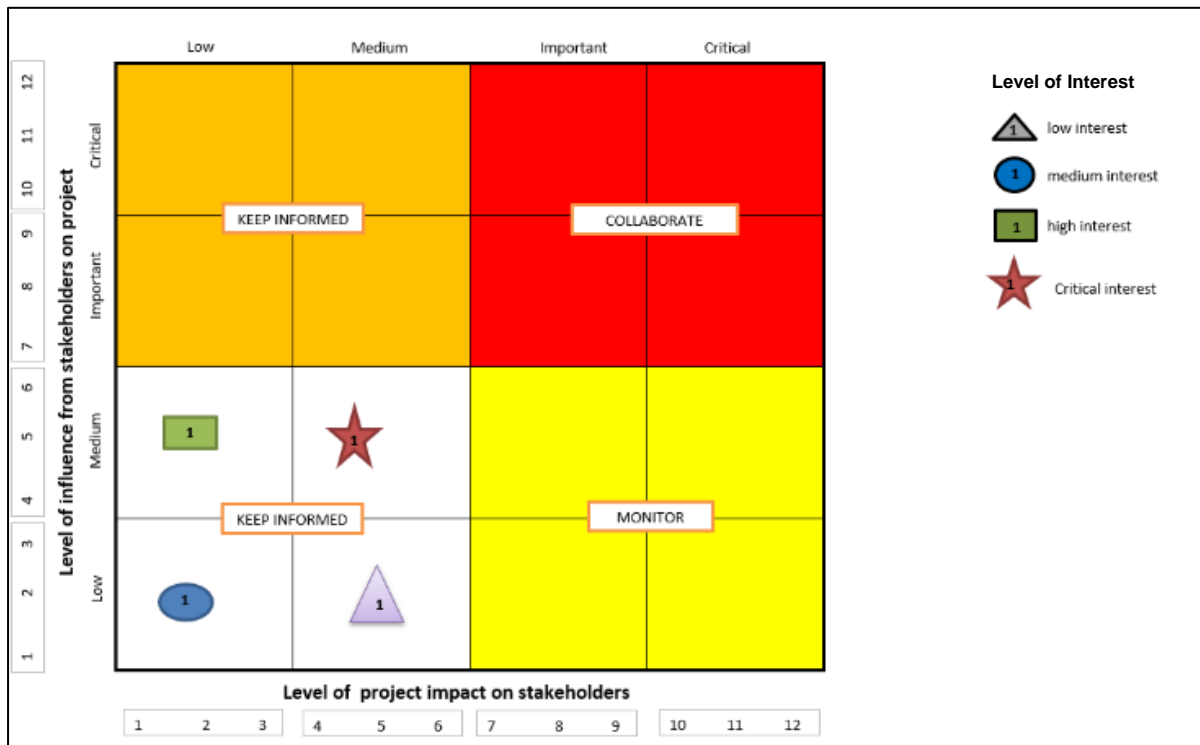 Low Medium Important Critical
Level of influence from stakeholders on project
12
11
10
9
8
7
6
5
4
3
2
1
Critical
Important
Medium
Low
KEEP INFORMED
COLLABORATE
1
1
KEEP INFORMED
MONITOR
1
1
Level of project impact on stakeholders
1 2 3 4 5 6 7 8 9 10 11 12
Level of Interest
1 low interest
1 medium interest
1 high interest
1 Critical interest